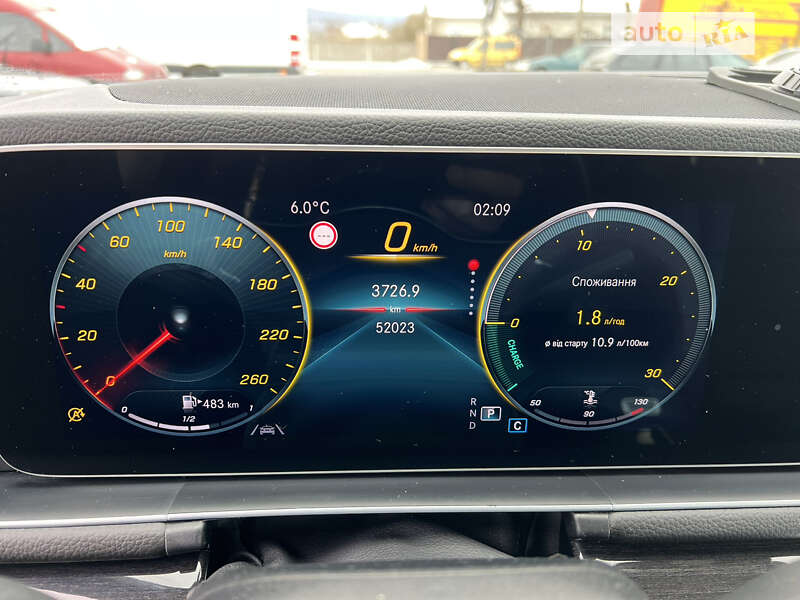 auto RIA
6.0°C
02:09
0 km/h
---
3726.9
km
52023
0 20 40 60 100 140 180 220 260
km/h
483 km
0 1/2 1
0 10 20 30
CHARGE
Споживання
1.8 л/год
ø від старту 10.9 л/100км
50 90 130
R
N P
D C